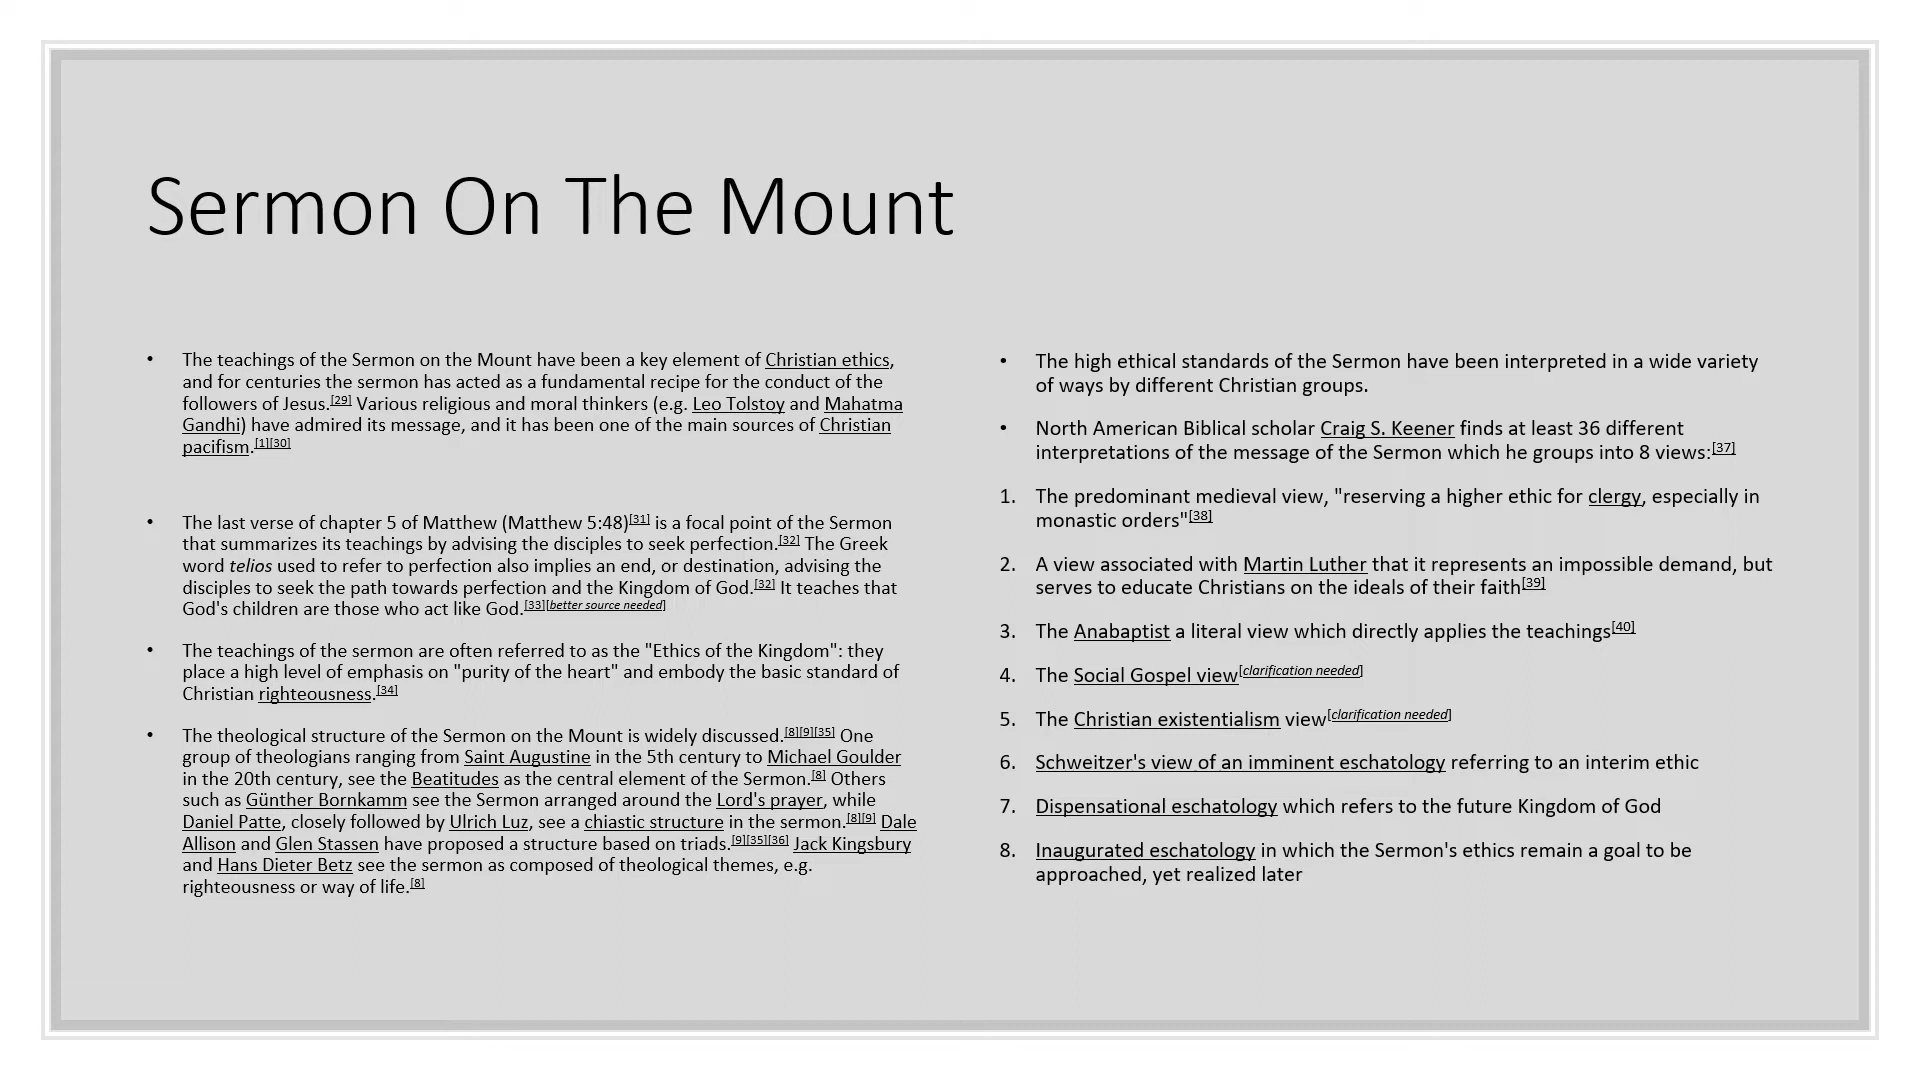 Sermon On The Mount
• The teachings of the Sermon on the Mount have been a key element of Christian ethics,
and for centuries the sermon has acted as a fundamental recipe for the conduct of the
followers of Jesus.[29] Various religious and moral thinkers (e.g. Leo Tolstoy and Mahatma
Gandhi) have admired its message, and it has been one of the main sources of Christian
pacifism.[1][30]
• The last verse of chapter 5 of Matthew (Matthew 5:48)[31] is a focal point of the Sermon
that summarizes its teachings by advising the disciples to seek perfection.[32] The Greek
word telios used to refer to perfection also implies an end, or destination, advising the
disciples to seek the path towards perfection and the Kingdom of God.[32] It teaches that
God's children are those who act like God.[33][better source needed]
• The teachings of the sermon are often referred to as the "Ethics of the Kingdom": they
place a high level of emphasis on "purity of the heart" and embody the basic standard of
Christian righteousness.[34]
• The theological structure of the Sermon on the Mount is widely discussed.[8][9][35] One
group of theologians ranging from Saint Augustine in the 5th century to Michael Goulder
in the 20th century, see the Beatitudes as the central element of the Sermon.[8] Others
such as Günther Bornkamm see the Sermon arranged around the Lord's prayer, while
Daniel Patte, closely followed by Ulrich Luz, see a chiastic structure in the sermon.[8][9] Dale
Allison and Glen Stassen have proposed a structure based on triads.[9][35][36] Jack Kingsbury
and Hans Dieter Betz see the sermon as composed of theological themes, e.g.
righteousness or way of life.[8]
• The high ethical standards of the Sermon have been interpreted in a wide variety
of ways by different Christian groups.
• North American Biblical scholar Craig S. Keener finds at least 36 different
interpretations of the message of the Sermon which he groups into 8 views:[37]
1. The predominant medieval view, "reserving a higher ethic for clergy, especially in
monastic orders"[38]
2. A view associated with Martin Luther that it represents an impossible demand, but
serves to educate Christians on the ideals of their faith[39]
3. The Anabaptist a literal view which directly applies the teachings[40]
4. The Social Gospel view[clarification needed]
5. The Christian existentialism view[clarification needed]
6. Schweitzer's view of an imminent eschatology referring to an interim ethic
7. Dispensational eschatology which refers to the future Kingdom of God
8. Inaugurated eschatology in which the Sermon's ethics remain a goal to be
approached, yet realized later